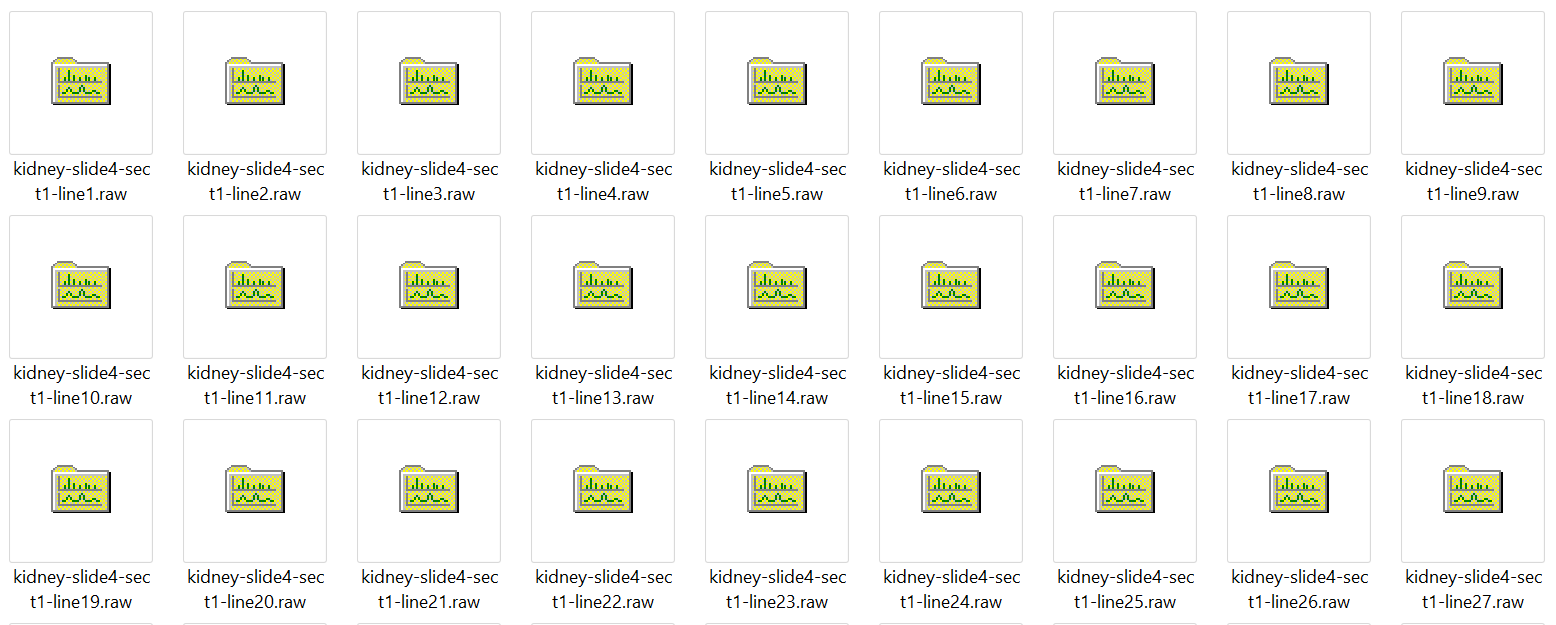 kidney-slide4-sec kidney-slide4-sec kidney-slide4-sec kidney-slide4-sec kidney-slide4-sec kidney-slide4-sec kidney-slide4-sec kidney-slide4-sec kidney-slide4-sec
t1-line1.raw t1-line2.raw t1-line3.raw t1-line4.raw t1-line5.raw t1-line6.raw t1-line7.raw t1-line8.raw t1-line9.raw
kidney-slide4-sec kidney-slide4-sec kidney-slide4-sec kidney-slide4-sec kidney-slide4-sec kidney-slide4-sec kidney-slide4-sec kidney-slide4-sec kidney-slide4-sec
t1-line10.raw t1-line11.raw t1-line12.raw t1-line13.raw t1-line14.raw t1-line15.raw t1-line16.raw t1-line17.raw t1-line18.raw
kidney-slide4-sec kidney-slide4-sec kidney-slide4-sec kidney-slide4-sec kidney-slide4-sec kidney-slide4-sec kidney-slide4-sec kidney-slide4-sec kidney-slide4-sec
t1-line19.raw t1-line20.raw t1-line21.raw t1-line22.raw t1-line23.raw t1-line24.raw t1-line25.raw t1-line26.raw t1-line27.raw